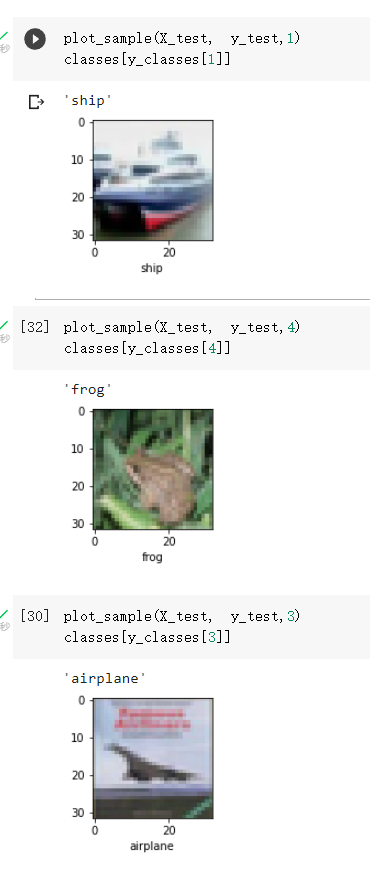 plot_sample(X_test, y_test,1)
classes[y_classes[1]]
'ship'
0
10
20
30
0 20
ship
[32] plot_sample(X_test, y_test,4)
classes[y_classes[4]]
'frog'
0
10
20
30
0 20
frog
[30] plot_sample(X_test, y_test,3)
classes[y_classes[3]]
'airplane'
0
10
20
30
0 20
airplane